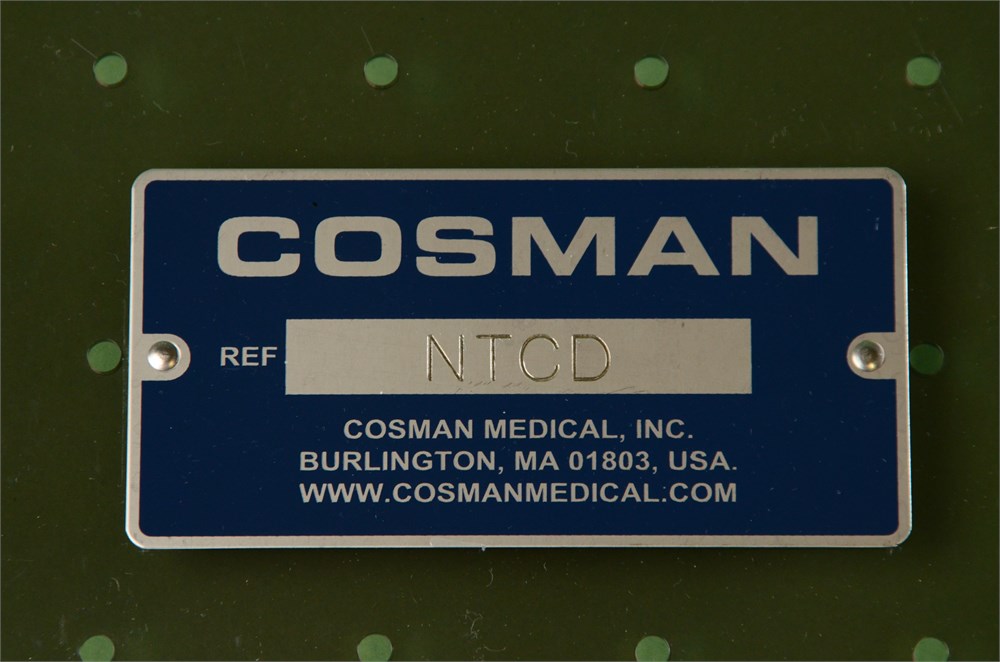 COSMAN
REF NTCD
COSMAN MEDICAL, INC.
BURLINGTON, MA 01803, USA.
WWW.COSMANMEDICAL.COM